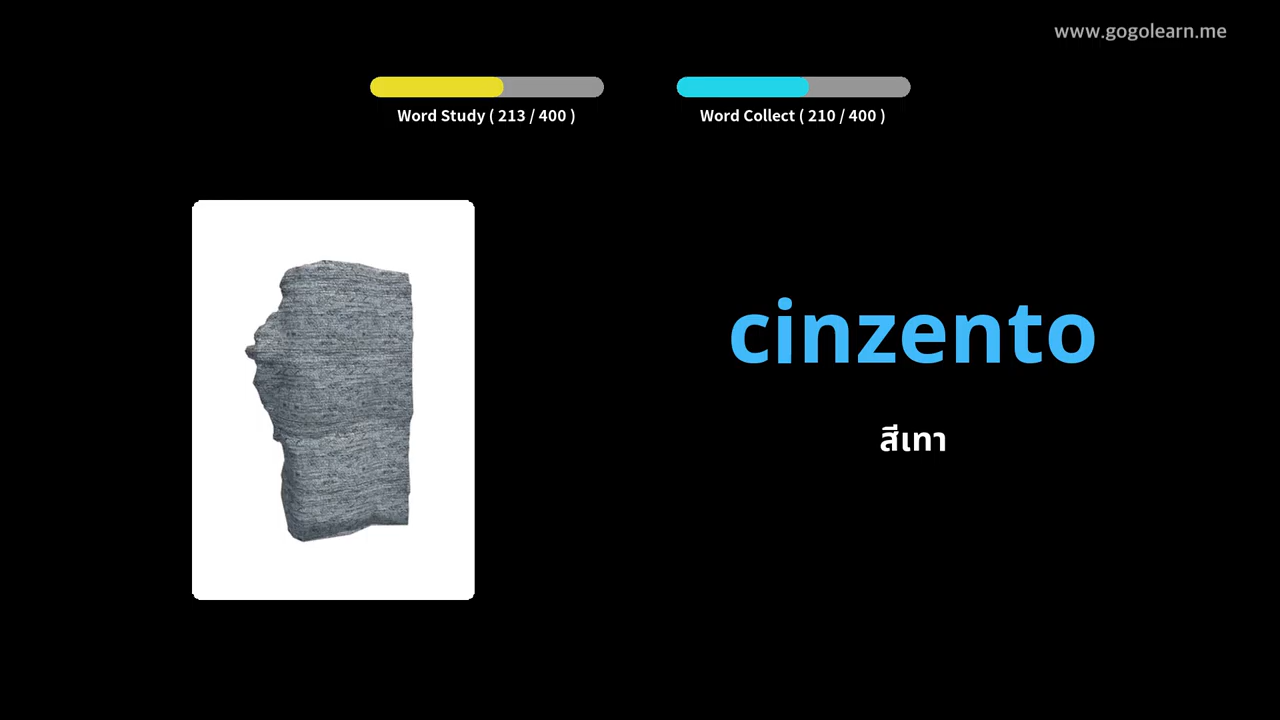 www.gogolearn.me
Word Study ( 213 / 400 )
Word Collect ( 210 / 400 )
cinzento
สีเทา